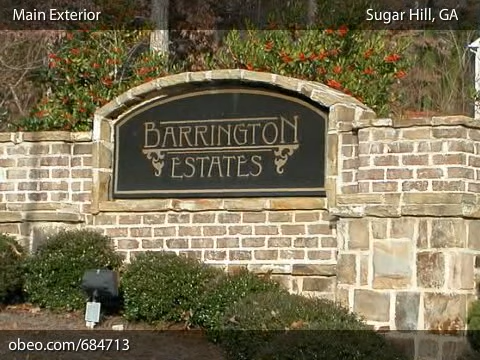 Main Exterior
Sugar Hill, GA
BARRINGTON
ESTATES
obeo.com/684713